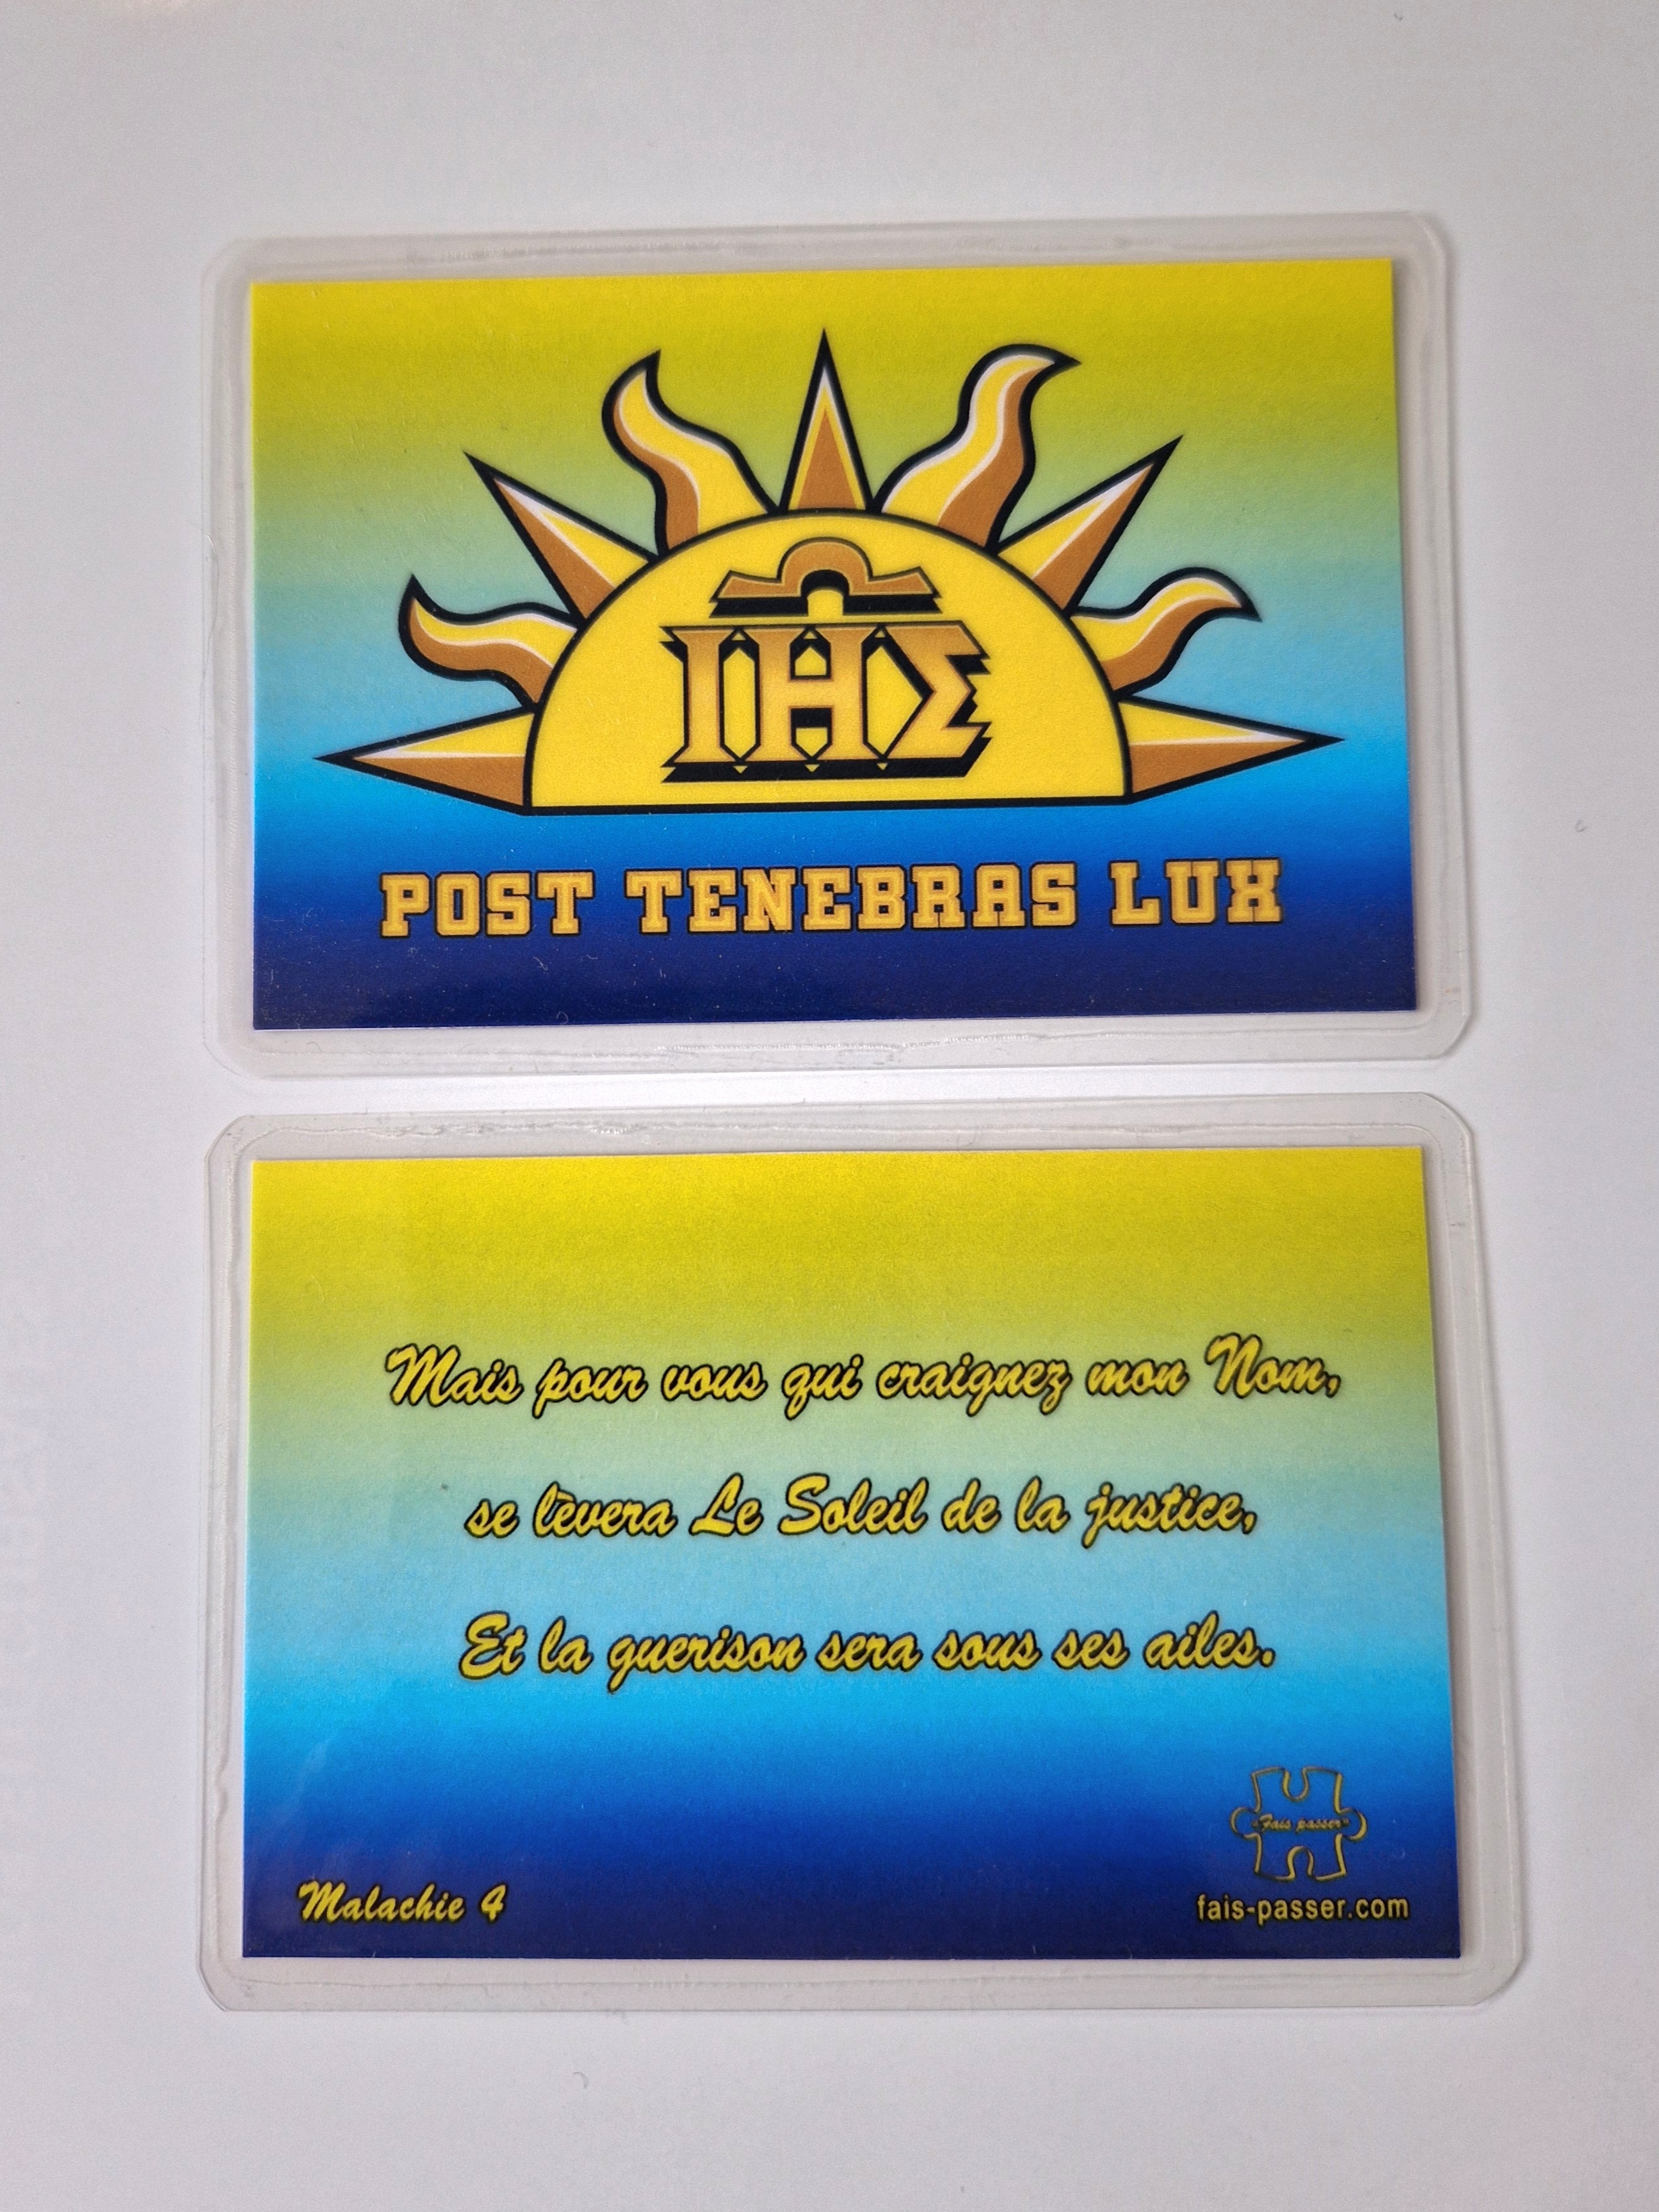 ΙΗΣ
POST TENEBRAS LUX
Mais pour vous qui craignez mon Nom,
se lèvera Le Soleil de la justice,
Et la guerison sera sous ses ailes.
"Fais passer"
Malachie 4
fais-passer.com